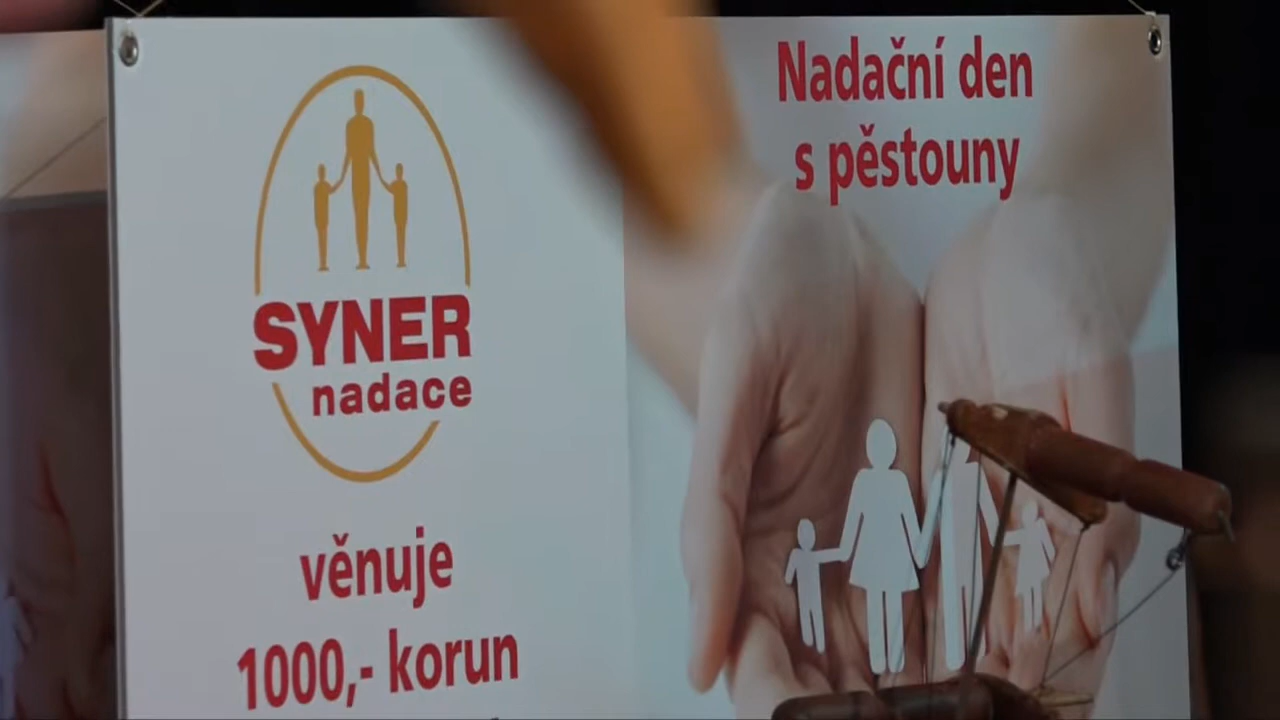 SYNER
nadace
věnuje
1000,- korun
Nadační den
s pěstouny